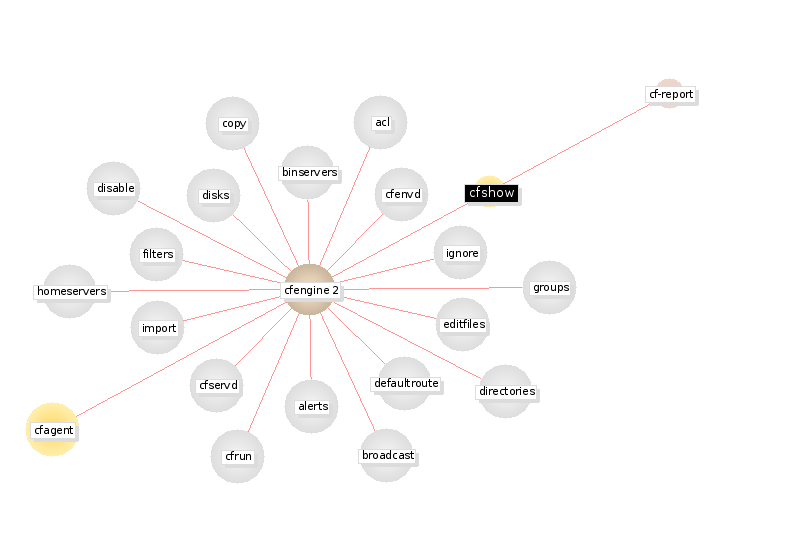 cf-report
copy
acl
binservers
disable
disks
cfenvd
cfshow
filters
ignore
homeservers
cfengine 2
groups
import
editfiles
cfservd
defaultroute
directories
alerts
cfagent
cfrun
broadcast